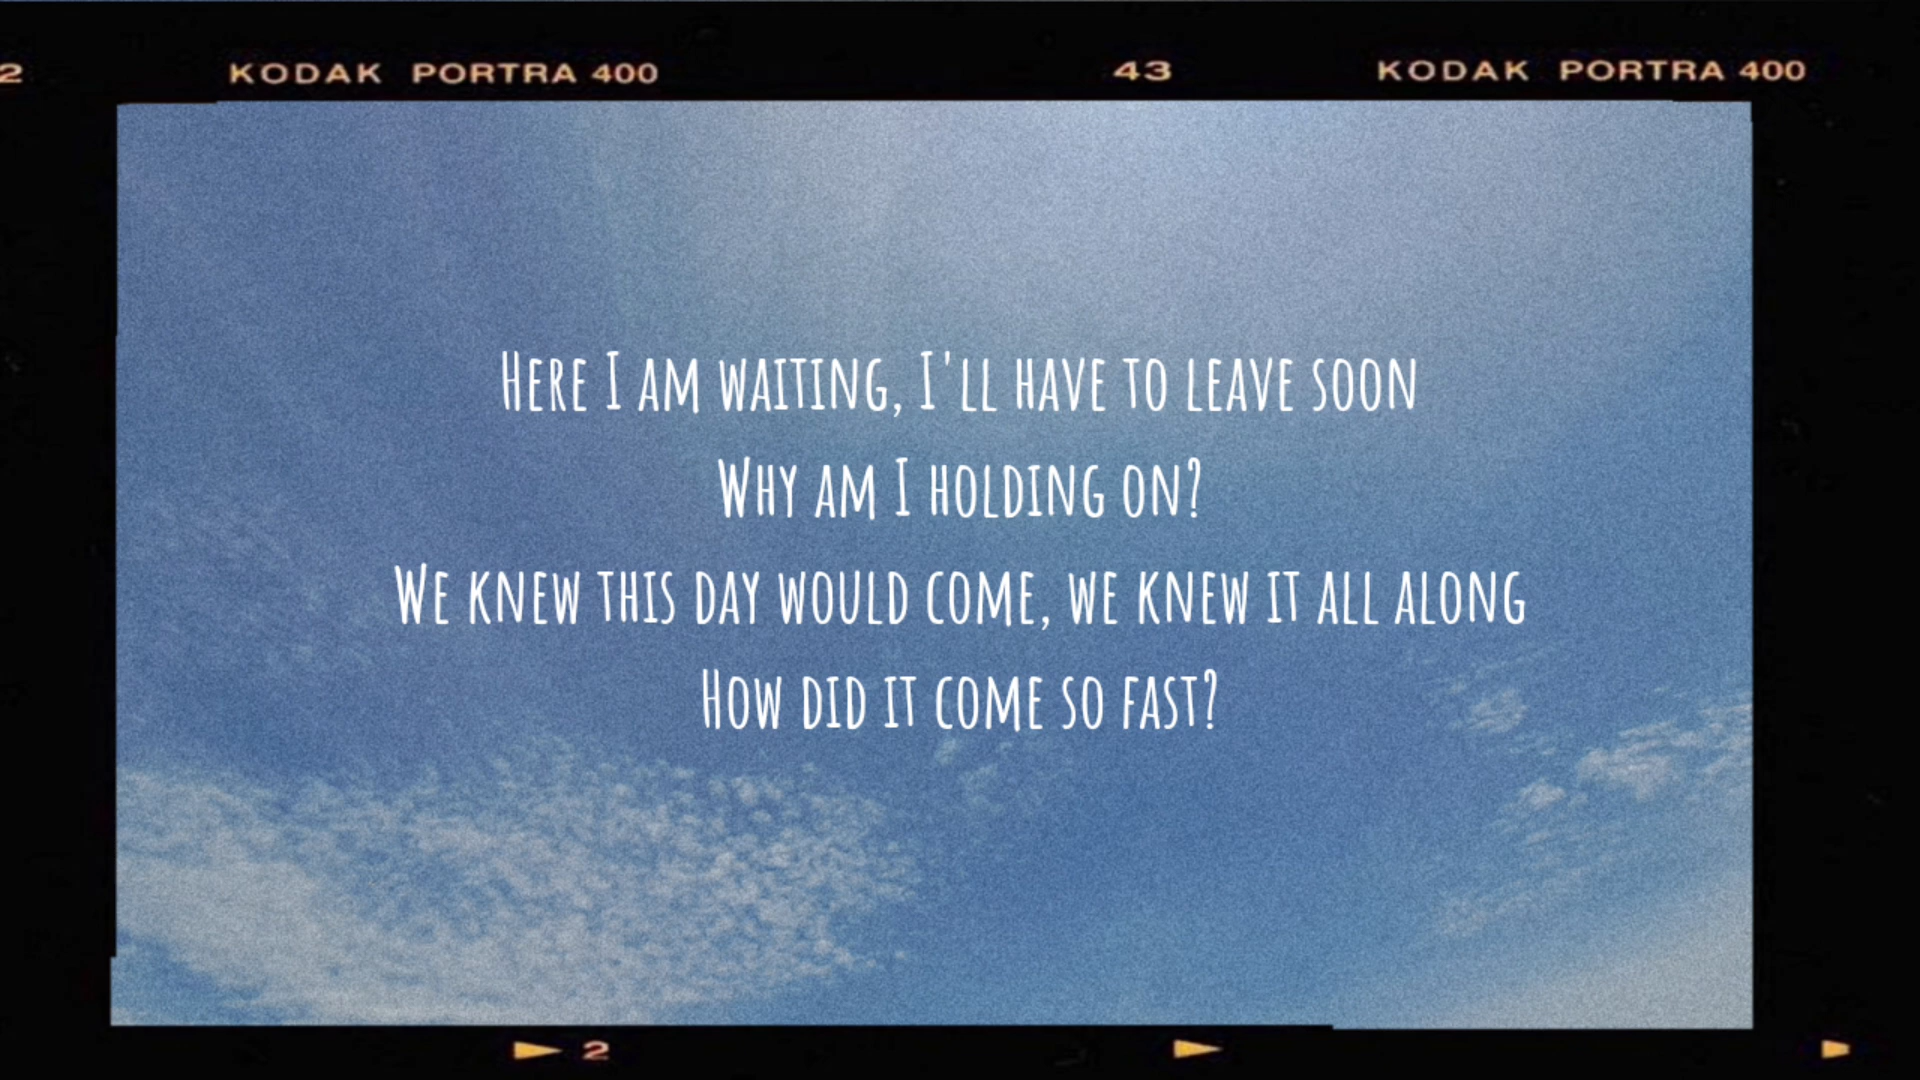 2 KODAK PORTRA 400 43 KODAK PORTRA 400
Here I am waiting, I'll have to leave soon
Why am I holding on?
We knew this day would come, we knew it all along
How did it come so fast?
2